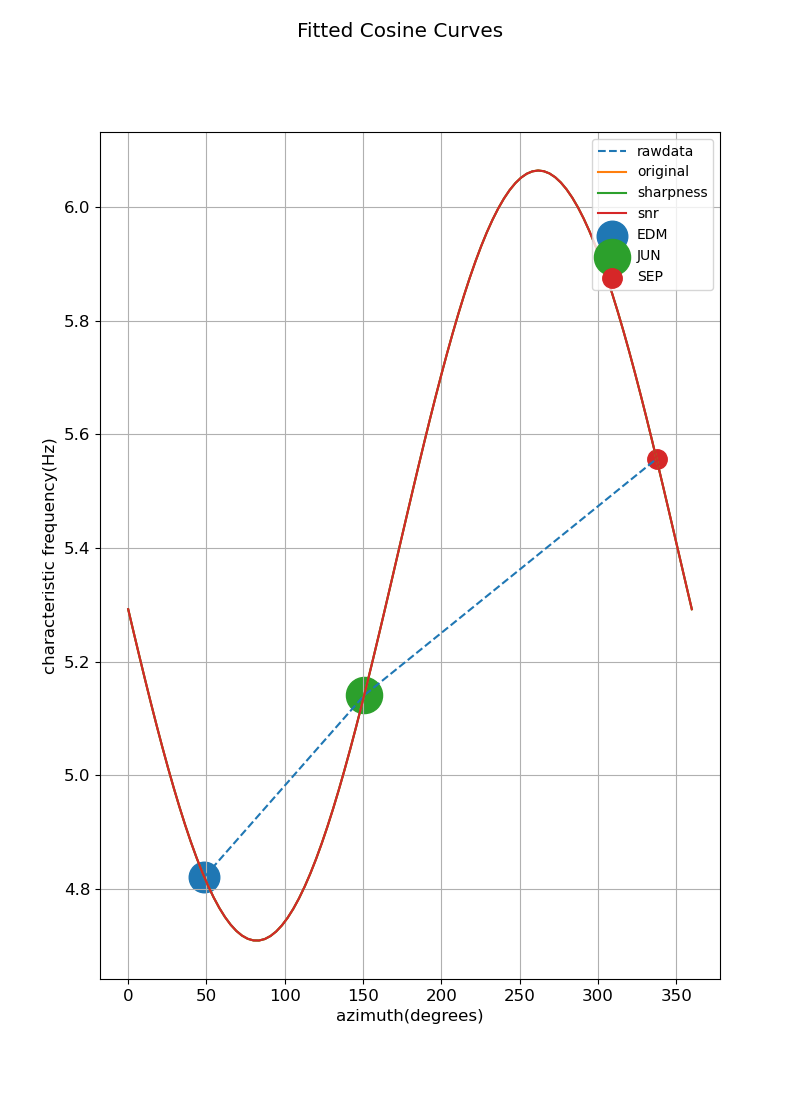 Fitted Cosine Curves
rawdata
original
sharpness
snr
EDM
JUN
SEP
characteristic frequency(Hz)
6.0
5.8
5.6
5.4
5.2
5.0
4.8
0 50 100 150 200 250 300 350
azimuth(degrees)